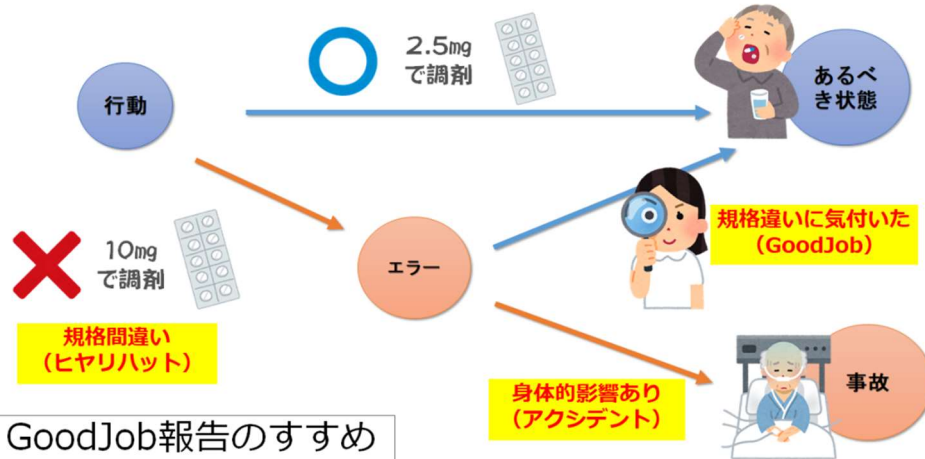 2.5mg
で調剤
行動
あるべ
き状態
規格違いに気付いた
（GoodJob）
エラー
10mg
で調剤
規格間違い
（ヒヤリハット）
身体的影響あり
（アクシデント）
事故
GoodJob報告のすすめ